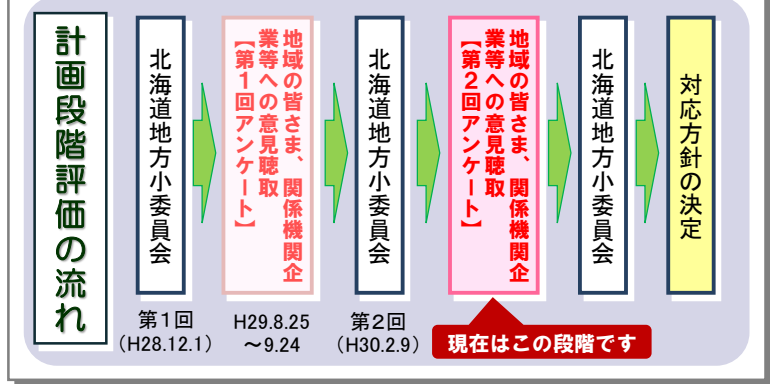 計画段階評価の流れ
北海道地方小委員会
地域の皆さま、関係機関企
業等への意見聴取
【第１回アンケート】
北海道地方小委員会
地域の皆さま、関係機関企
業等への意見聴取
【第２回アンケート】
北海道地方小委員会
対応方針の決定
第１回
(H28.12.1)
H29.8.25
～9.24
第２回
(H30.2.9)
現在はこの段階です